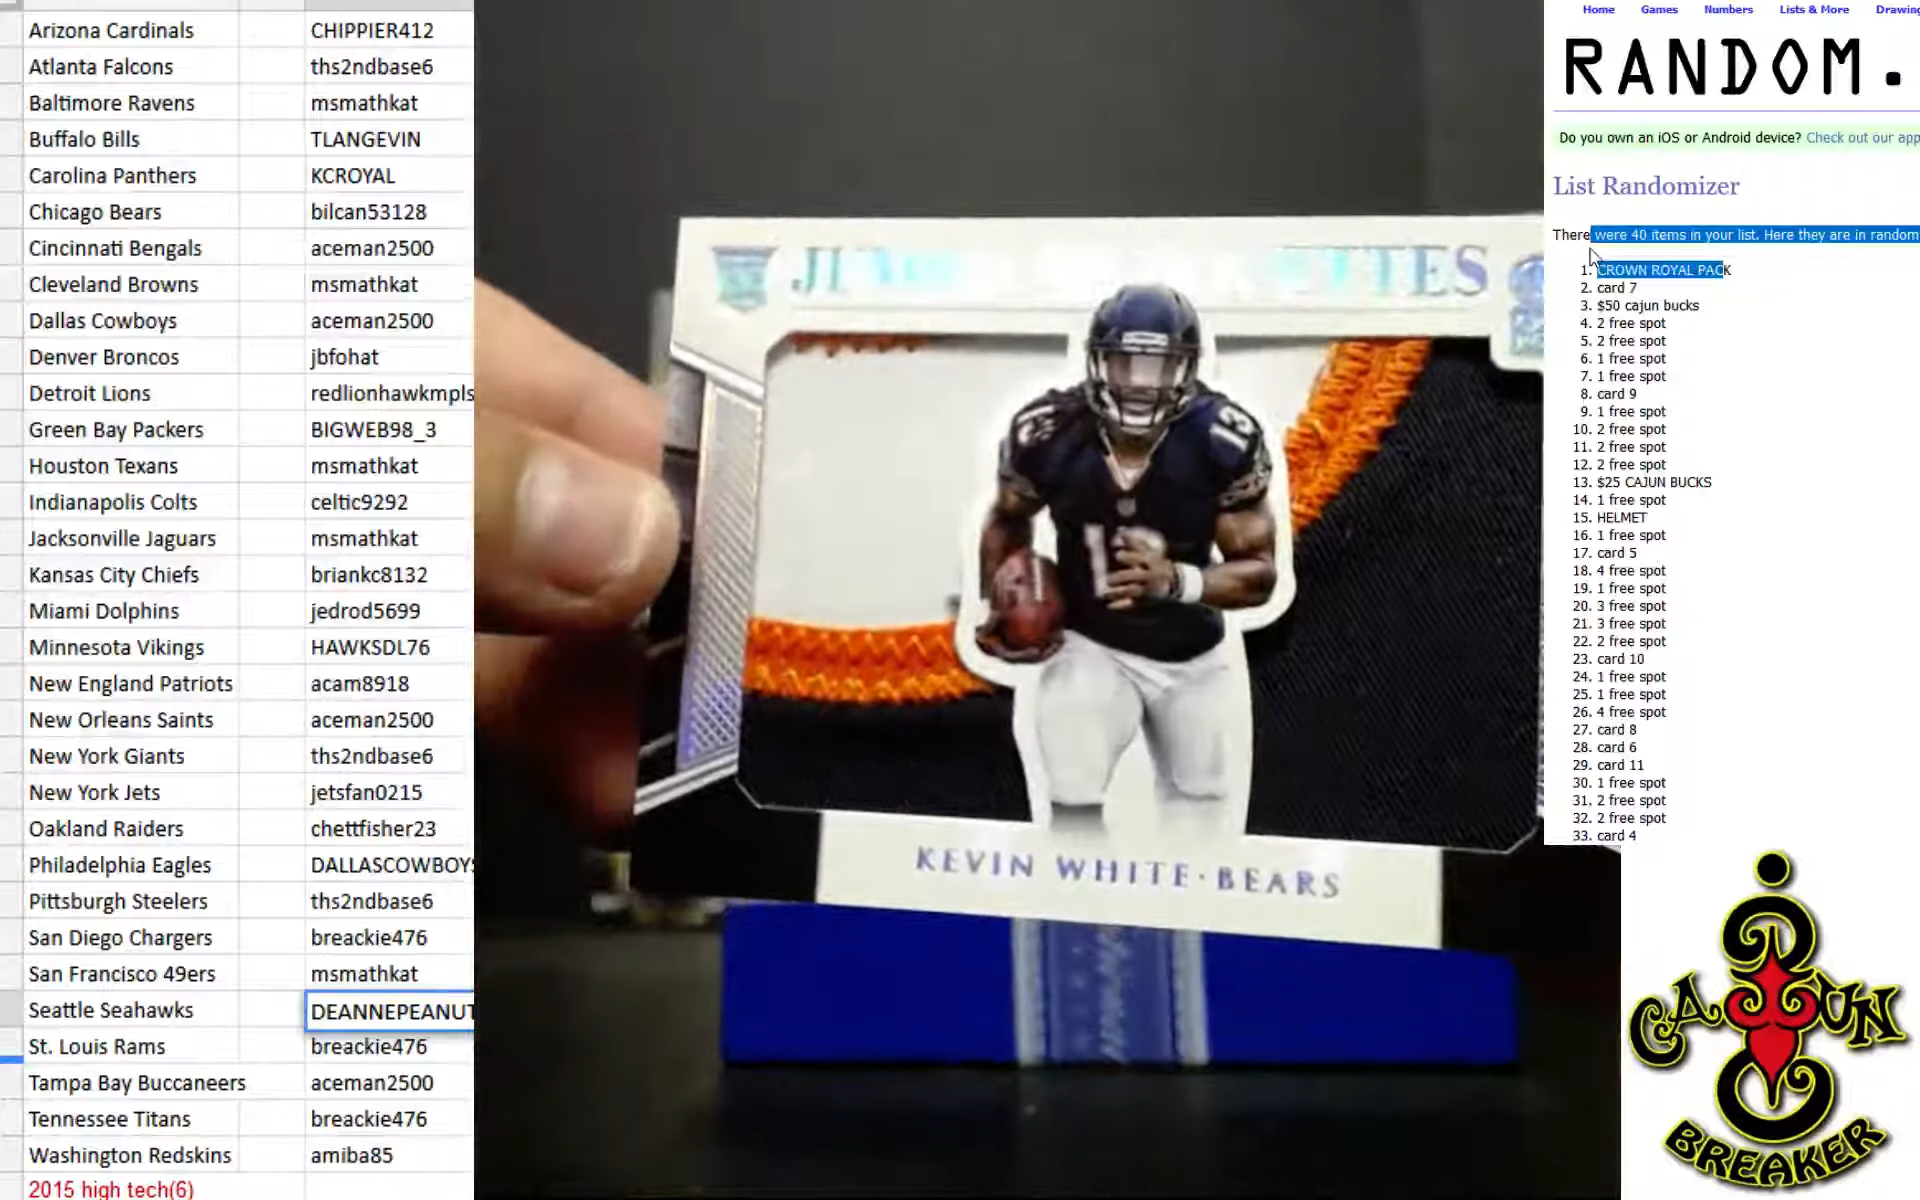 Arizona Cardinals CHIPPIER412
Atlanta Falcons ths2ndbase6
Baltimore Ravens msmathkat
Buffalo Bills TLANGEVIN
Carolina Panthers KCROYAL
Chicago Bears bilcan53128
Cincinnati Bengals aceman2500
Cleveland Browns msmathkat
Dallas Cowboys aceman2500
Denver Broncos jbfohat
Detroit Lions redlionhawkmpls
Green Bay Packers BIGWEB98_3
Houston Texans msmathkat
Indianapolis Colts celtic9292
Jacksonville Jaguars msmathkat
Kansas City Chiefs briankc8132
Miami Dolphins jedrod5699
Minnesota Vikings HAWKSDL76
New England Patriots acam8918
New Orleans Saints aceman2500
New York Giants ths2ndbase6
New York Jets jetsfan0215
Oakland Raiders chettfisher23
Philadelphia Eagles DALLASCOWBOYS
Pittsburgh Steelers ths2ndbase6
San Diego Chargers breackie476
San Francisco 49ers msmathkat
Seattle Seahawks DEANNEPEANUT
St. Louis Rams breackie476
Tampa Bay Buccaneers aceman2500
Tennessee Titans breackie476
Washington Redskins amiba85
2015 high tech(6)
13
KEVIN WHITE·BEARS
Home Games Numbers Lists & More Drawing
RANDOM.
Do you own an iOS or Android device? Check out our app
List Randomizer
There were 40 items in your list. Here they are in random
1. CROWN ROYAL PACK
2. card 7
3. $50 cajun bucks
4. 2 free spot
5. 2 free spot
6. 1 free spot
7. 1 free spot
8. card 9
9. 1 free spot
10. 2 free spot
11. 2 free spot
12. 2 free spot
13. $25 CAJUN BUCKS
14. 1 free spot
15. HELMET
16. 1 free spot
17. card 5
18. 4 free spot
19. 1 free spot
20. 3 free spot
21. 3 free spot
22. 2 free spot
23. card 10
24. 1 free spot
25. 1 free spot
26. 4 free spot
27. card 8
28. card 6
29. card 11
30. 1 free spot
31. 2 free spot
32. 2 free spot
33. card 4
CAJUN
BREAKER